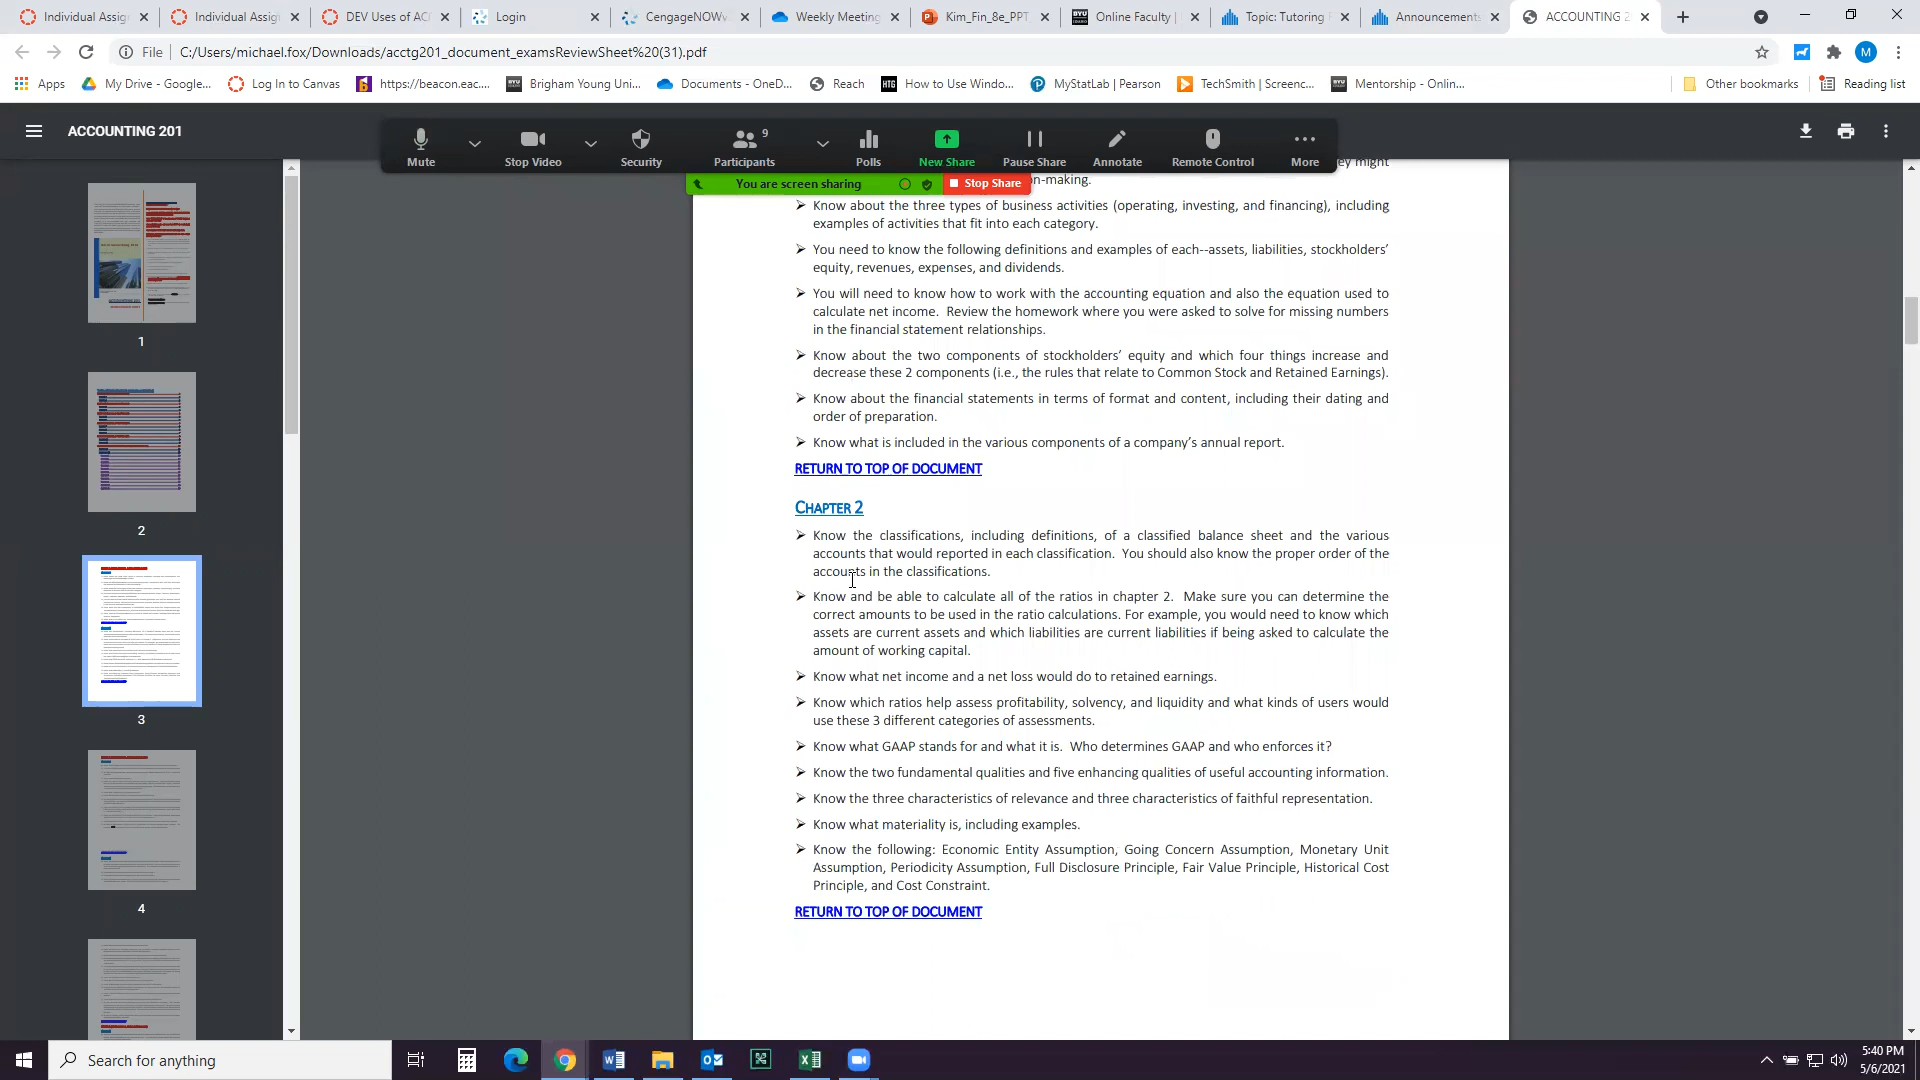 Individual Assig
Individual Assig
DEV Uses of AC
Login
CengageNOWv
Weekly Meeting
Kim_Fin_8e_PPT
Online Faculty |
Topic: Tutoring
Announcements
ACCOUNTING 2
File | C:/Users/michael.fox/Downloads/acctg201_document_examsReviewSheet%20(31).pdf
M
Apps
My Drive - Google...
Log In to Canvas
https://beacon.eac....
Brigham Young Uni...
Documents - OneD...
Reach
How to Use Windo...
MyStatLab | Pearson
TechSmith | Screenc...
Mentorship - Onlin...
Other bookmarks
Reading list
ACCOUNTING 201
Mute
Stop Video
Security
Participants
9
Polls
New Share
Pause Share
Annotate
Remote Control
More
You are screen sharing
Stop Share
ey might
on-making.
➢ Know about the three types of business activities (operating, investing, and financing), including
examples of activities that fit into each category.
➢ You need to know the following definitions and examples of each--assets, liabilities, stockholders’
equity, revenues, expenses, and dividends.
➢ You will need to know how to work with the accounting equation and also the equation used to
calculate net income. Review the homework where you were asked to solve for missing numbers
in the financial statement relationships.
➢ Know about the two components of stockholders’ equity and which four things increase and
decrease these 2 components (i.e., the rules that relate to Common Stock and Retained Earnings).
➢ Know about the financial statements in terms of format and content, including their dating and
order of preparation.
➢ Know what is included in the various components of a company’s annual report.
RETURN TO TOP OF DOCUMENT
CHAPTER 2
➢ Know the classifications, including definitions, of a classified balance sheet and the various
accounts that would reported in each classification. You should also know the proper order of the
accounts in the classifications.
➢ Know and be able to calculate all of the ratios in chapter 2. Make sure you can determine the
correct amounts to be used in the ratio calculations. For example, you would need to know which
assets are current assets and which liabilities are current liabilities if being asked to calculate the
amount of working capital.
➢ Know what net income and a net loss would do to retained earnings.
➢ Know which ratios help assess profitability, solvency, and liquidity and what kinds of users would
use these 3 different categories of assessments.
➢ Know what GAAP stands for and what it is. Who determines GAAP and who enforces it?
➢ Know the two fundamental qualities and five enhancing qualities of useful accounting information.
➢ Know the three characteristics of relevance and three characteristics of faithful representation.
➢ Know what materiality is, including examples.
➢ Know the following: Economic Entity Assumption, Going Concern Assumption, Monetary Unit
Assumption, Periodicity Assumption, Full Disclosure Principle, Fair Value Principle, Historical Cost
Principle, and Cost Constraint.
RETURN TO TOP OF DOCUMENT
1
2
3
4
Search for anything
5:40 PM
5/6/2021